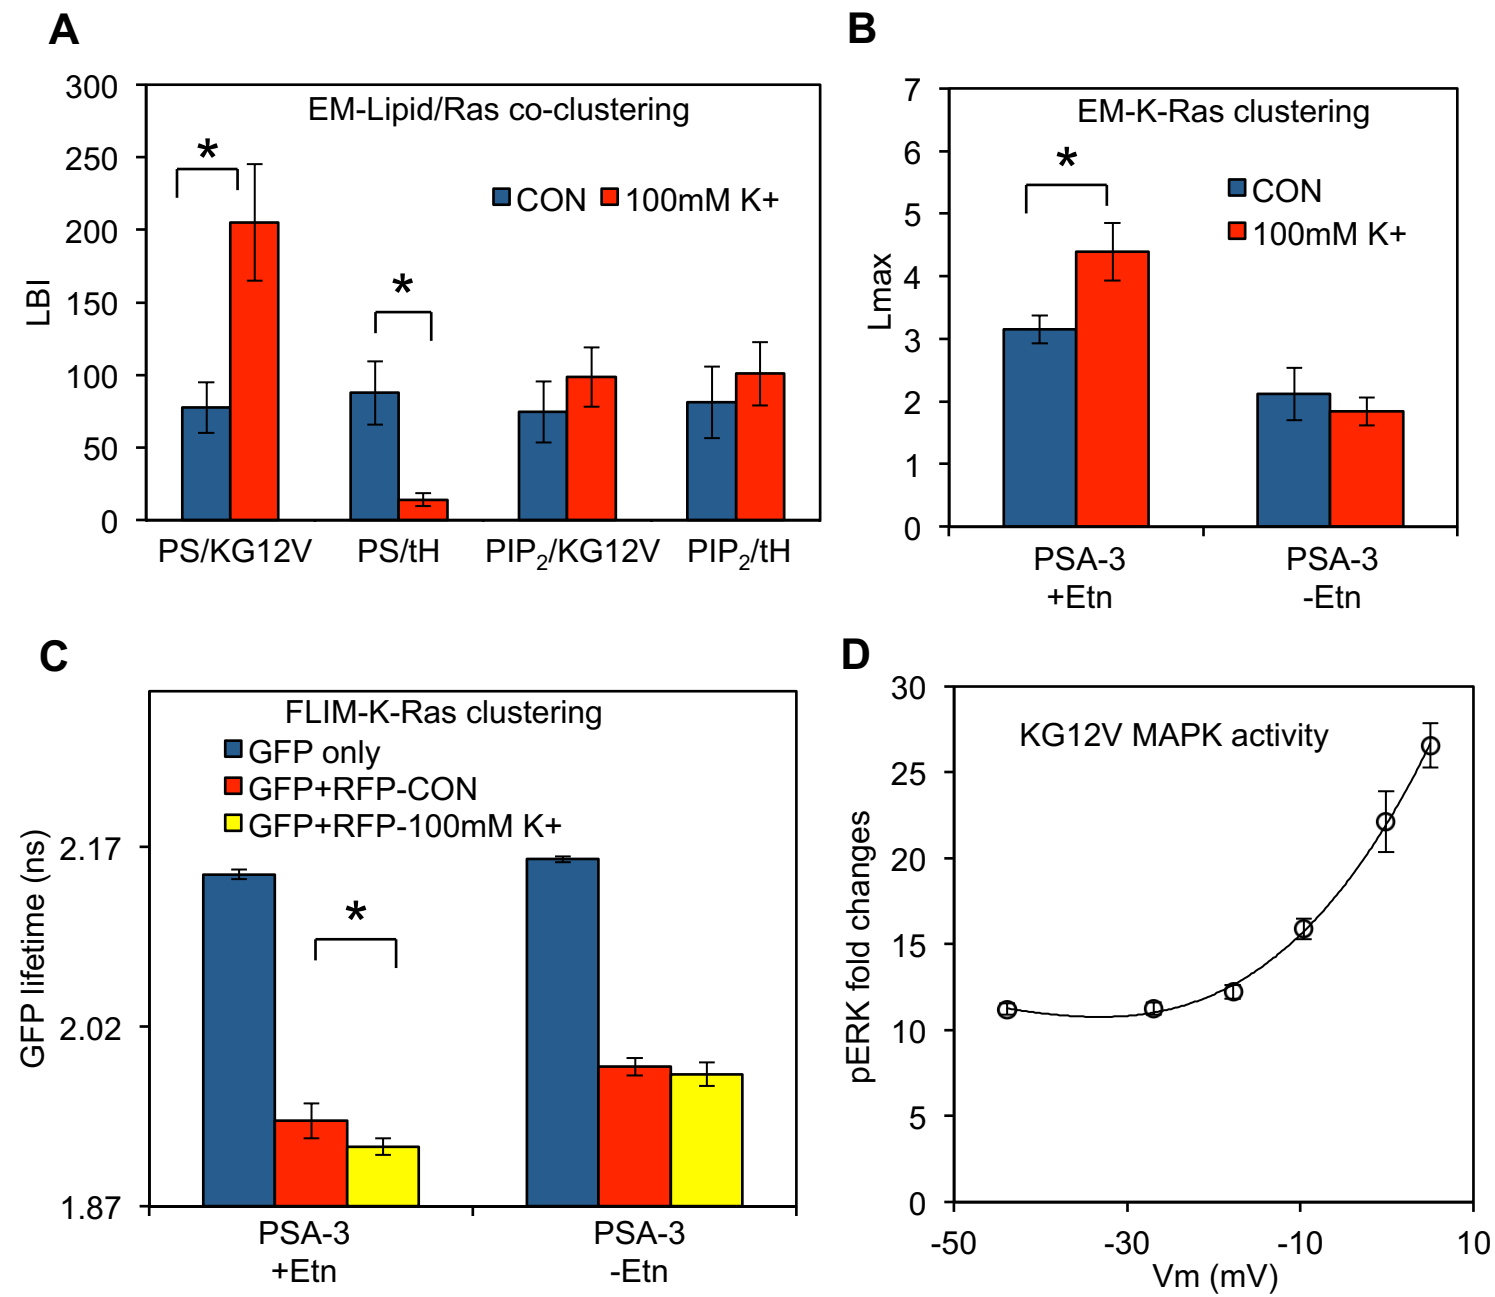 A
EM-Lipid/Ras co-clustering
CON 100mM K+
*
*
LBI
300
250
200
150
100
50
0
PS/KG12V PS/tH PIP2/KG12V PIP2/tH
B
EM-K-Ras clustering
CON
100mM K+
*
Lmax
7
6
5
4
3
2
1
0
PSA-3 PSA-3
+Etn -Etn
C
FLIM-K-Ras clustering
GFP only
GFP+RFP-CON
GFP+RFP-100mM K+
*
GFP lifetime (ns)
2.17
2.02
1.87
PSA-3 PSA-3
+Etn -Etn
D
KG12V MAPK activity
pERK fold changes
30
25
20
15
10
5
0
-50 -30 -10 10
Vm (mV)